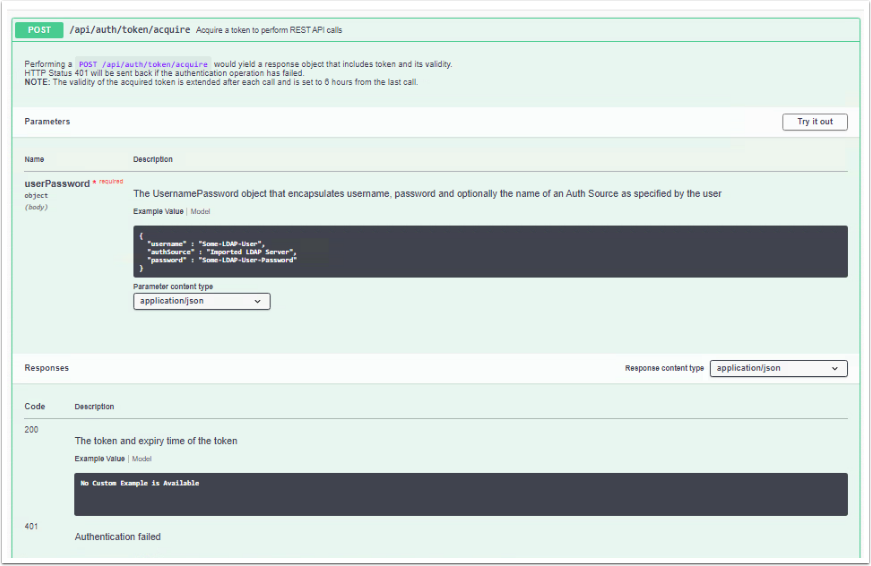 POST /api/auth/token/acquire Acquire a token to perform REST API calls
Performing a POST /api/auth/token/acquire would yield a response object that includes token and its validity.
HTTP Status 401 will be sent back if the authentication operation has failed.
NOTE: The validity of the acquired token is extended after each call and is set to 6 hours from the last call.
Parameters
Try it out
Name Description
userPassword * required
object
(body)
The UsernamePassword object that encapsulates username, password and optionally the name of an Auth Source as specified by the user
Example Value | Model
{
"username" : "Some-LDAP-User",
"authSource" : "Imported LDAP Server",
"password" : "Some-LDAP-User-Password"
}
Parameter content type
application/json
Responses
Response content type application/json
Code Description
200
The token and expiry time of the token
Example Value | Model
No Custom Example is Available
401
Authentication failed